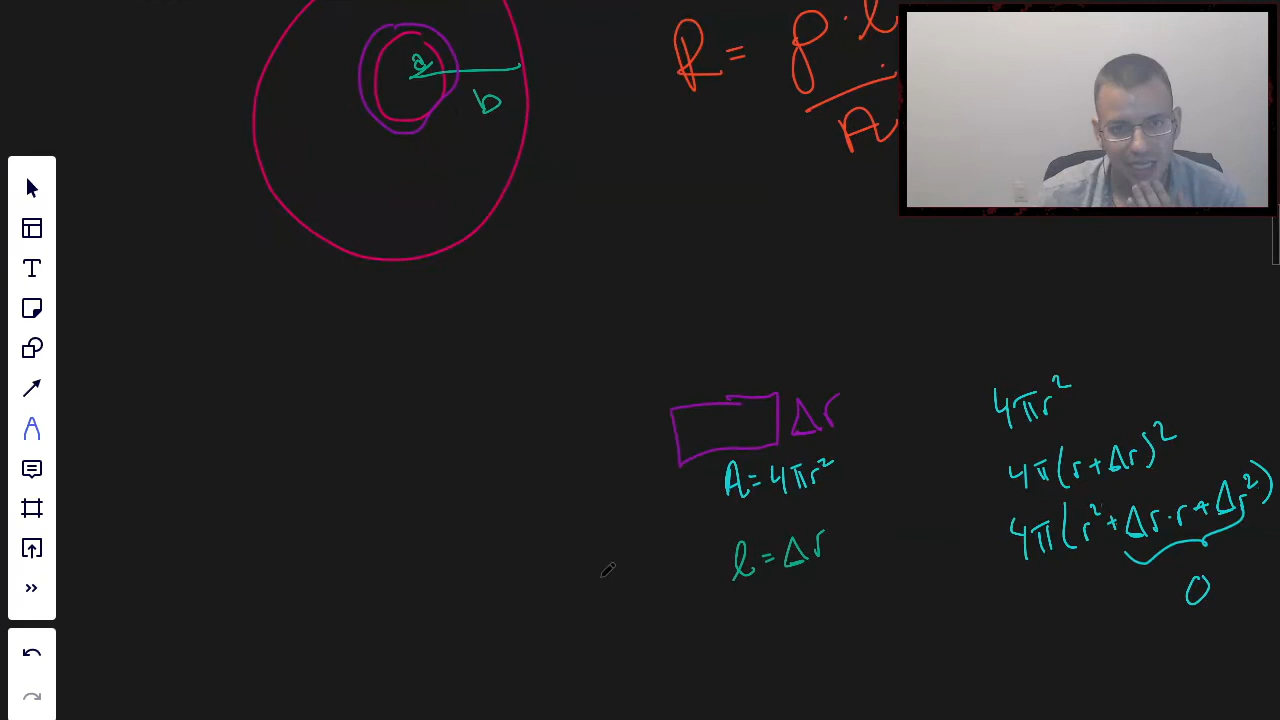 a
b
R = ρ · l
A
Δr
A = 4πr²
l = Δr
4πr²
4π(r + Δr)²
4π(r² + Δr · r + Δr²)
0